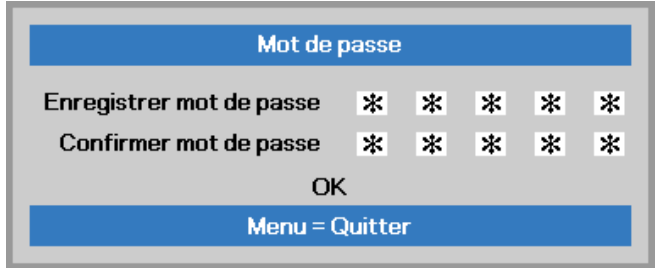 Mot de passe
Enregistrer mot de passe * * * * *
Confirmer mot de passe * * * * *
OK
Menu = Quitter